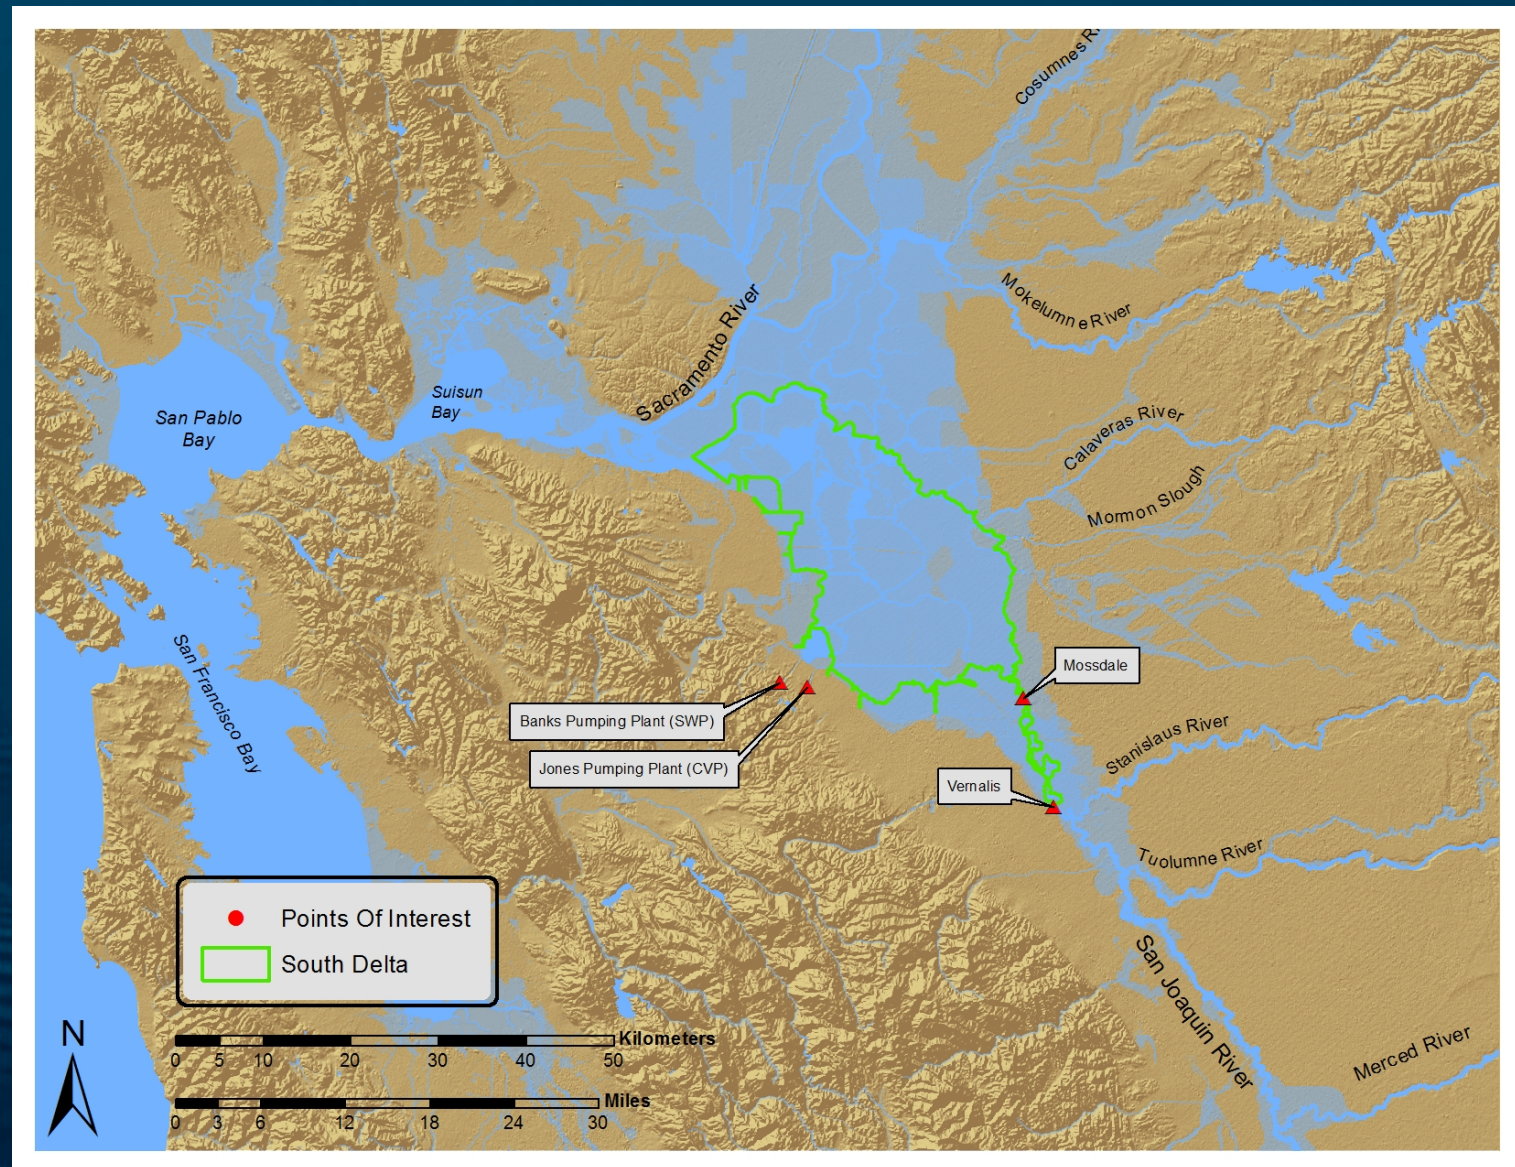 Cosumnes R
Mokelumne River
Sacramento River
Suisun
Bay
San Pablo
Bay
Calaveras River
Mormon Slough
San Francisco Bay
Mossdale
Banks Pumping Plant (SWP)
Stanislaus River
Jones Pumping Plant (CVP)
Vernalis
Tuolumne River
Points Of Interest
South Delta
San Joaquin River
N
Kilometers
0 5 10 20 30 40 50
Merced River
Miles
0 3 6 12 18 24 30